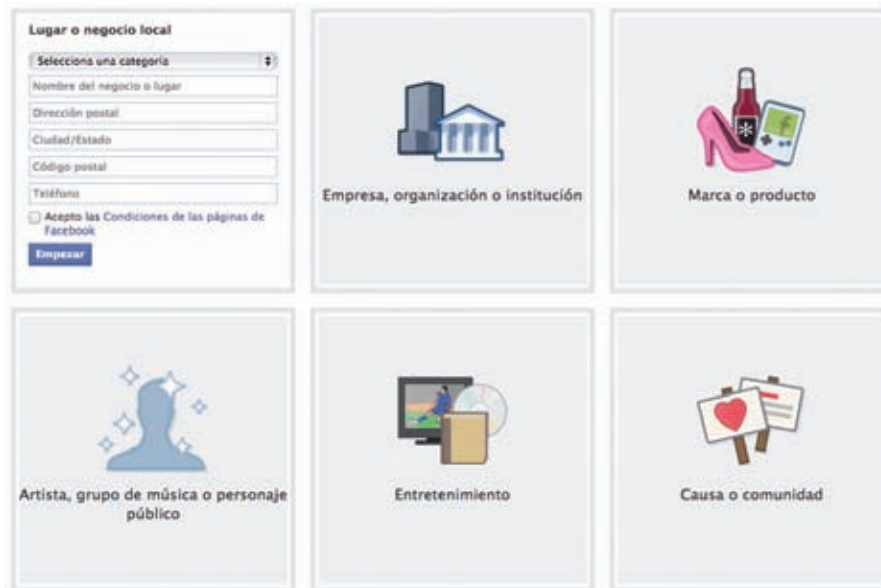 Lugar o negocio local
Selecciona una categoría
Nombre del negocio o lugar
Dirección postal
Ciudad/Estado
Código postal
Teléfono
Acepto las Condiciones de las páginas de
Facebook
Empezar
Empresa, organización o institución
Marca o producto
Artista, grupo de música o personaje
público
Entretenimiento
Causa o comunidad